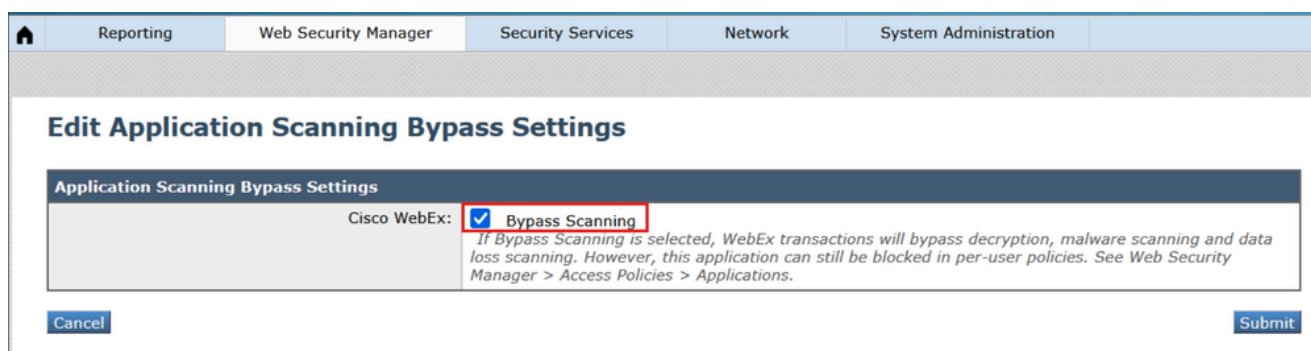 Reporting Web Security Manager Security Services Network System Administration
Edit Application Scanning Bypass Settings
Application Scanning Bypass Settings
Cisco WebEx: Bypass Scanning
If Bypass Scanning is selected, WebEx transactions will bypass decryption, malware scanning and data
loss scanning. However, this application can still be blocked in per-user policies. See Web Security
Manager > Access Policies > Applications.
Cancel Submit